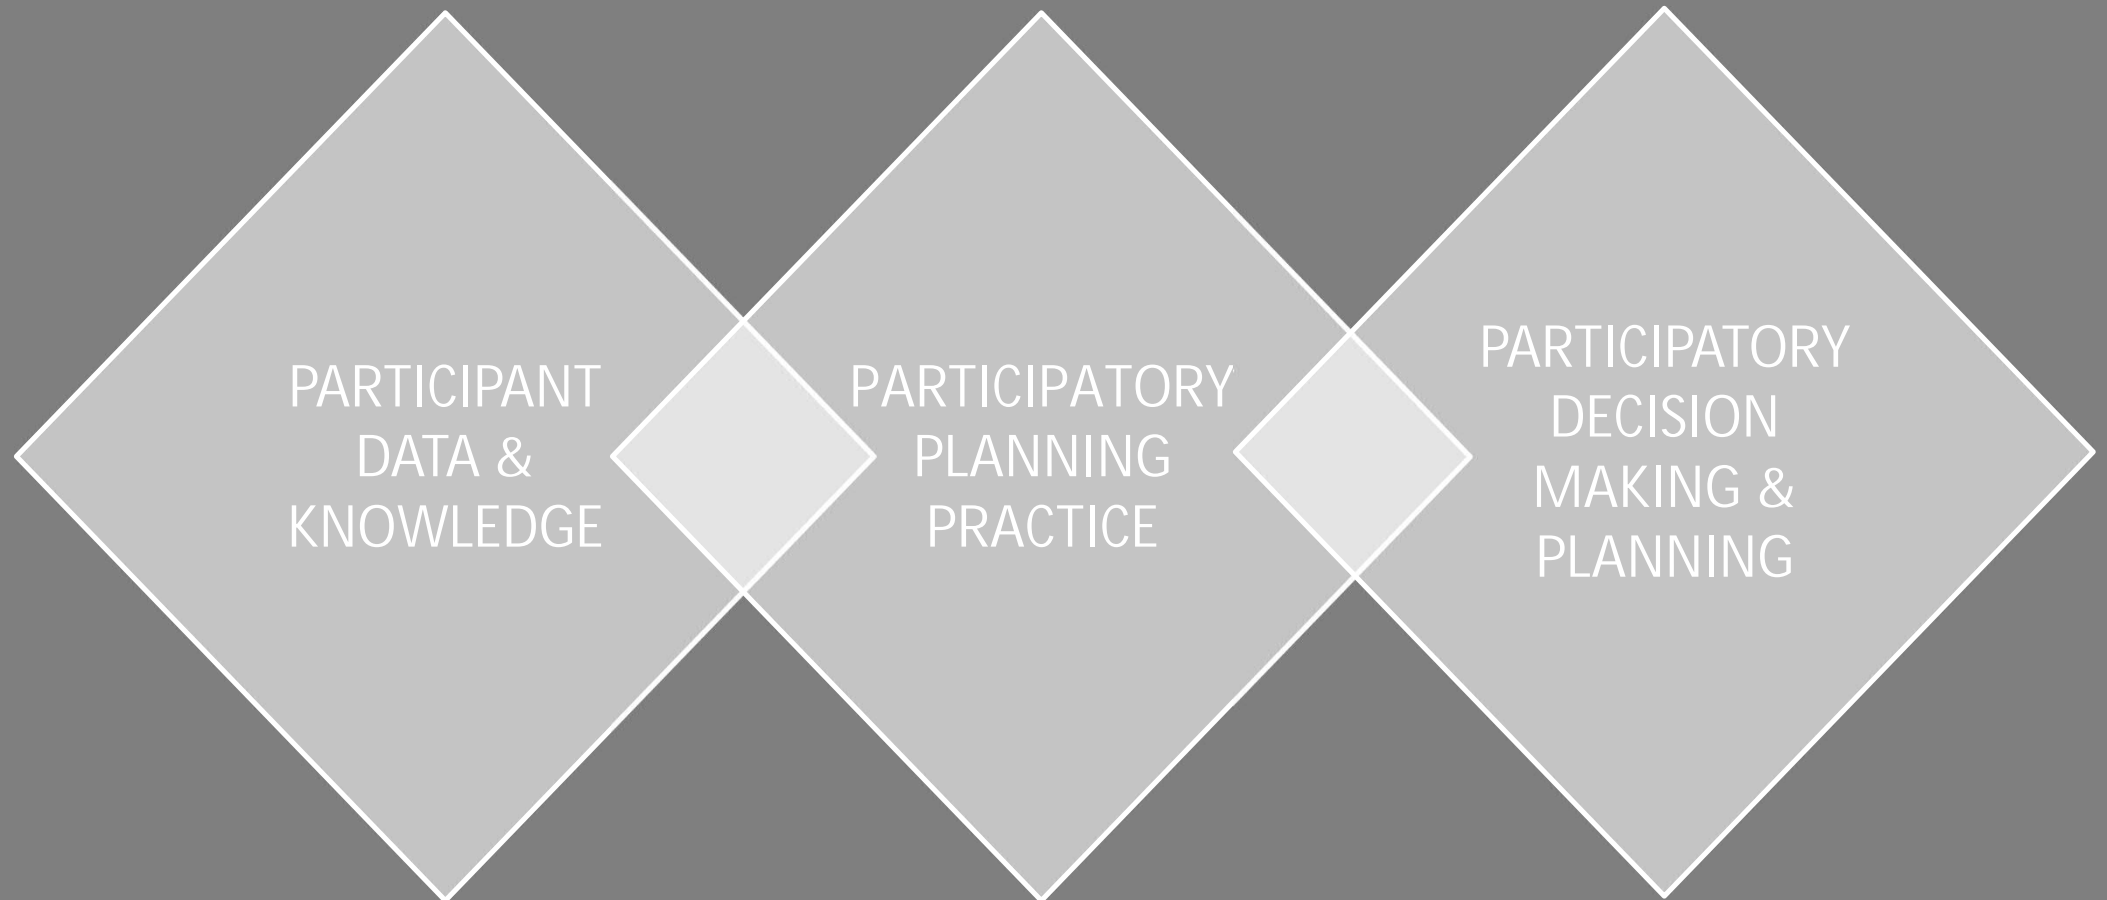 PARTICIPANT
DATA &
KNOWLEDGE
PARTICIPATORY
PLANNING
PRACTICE
PARTICIPATORY
DECISION
MAKING &
PLANNING